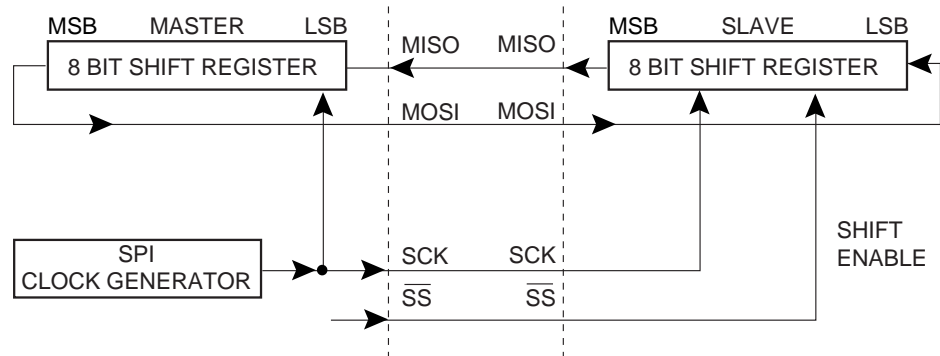 MSB MASTER LSB MSB SLAVE LSB
8 BIT SHIFT REGISTER MISO MISO 8 BIT SHIFT REGISTER
MOSI MOSI
SHIFT
ENABLE
SPI
CLOCK GENERATOR
SCK SCK
SS SS